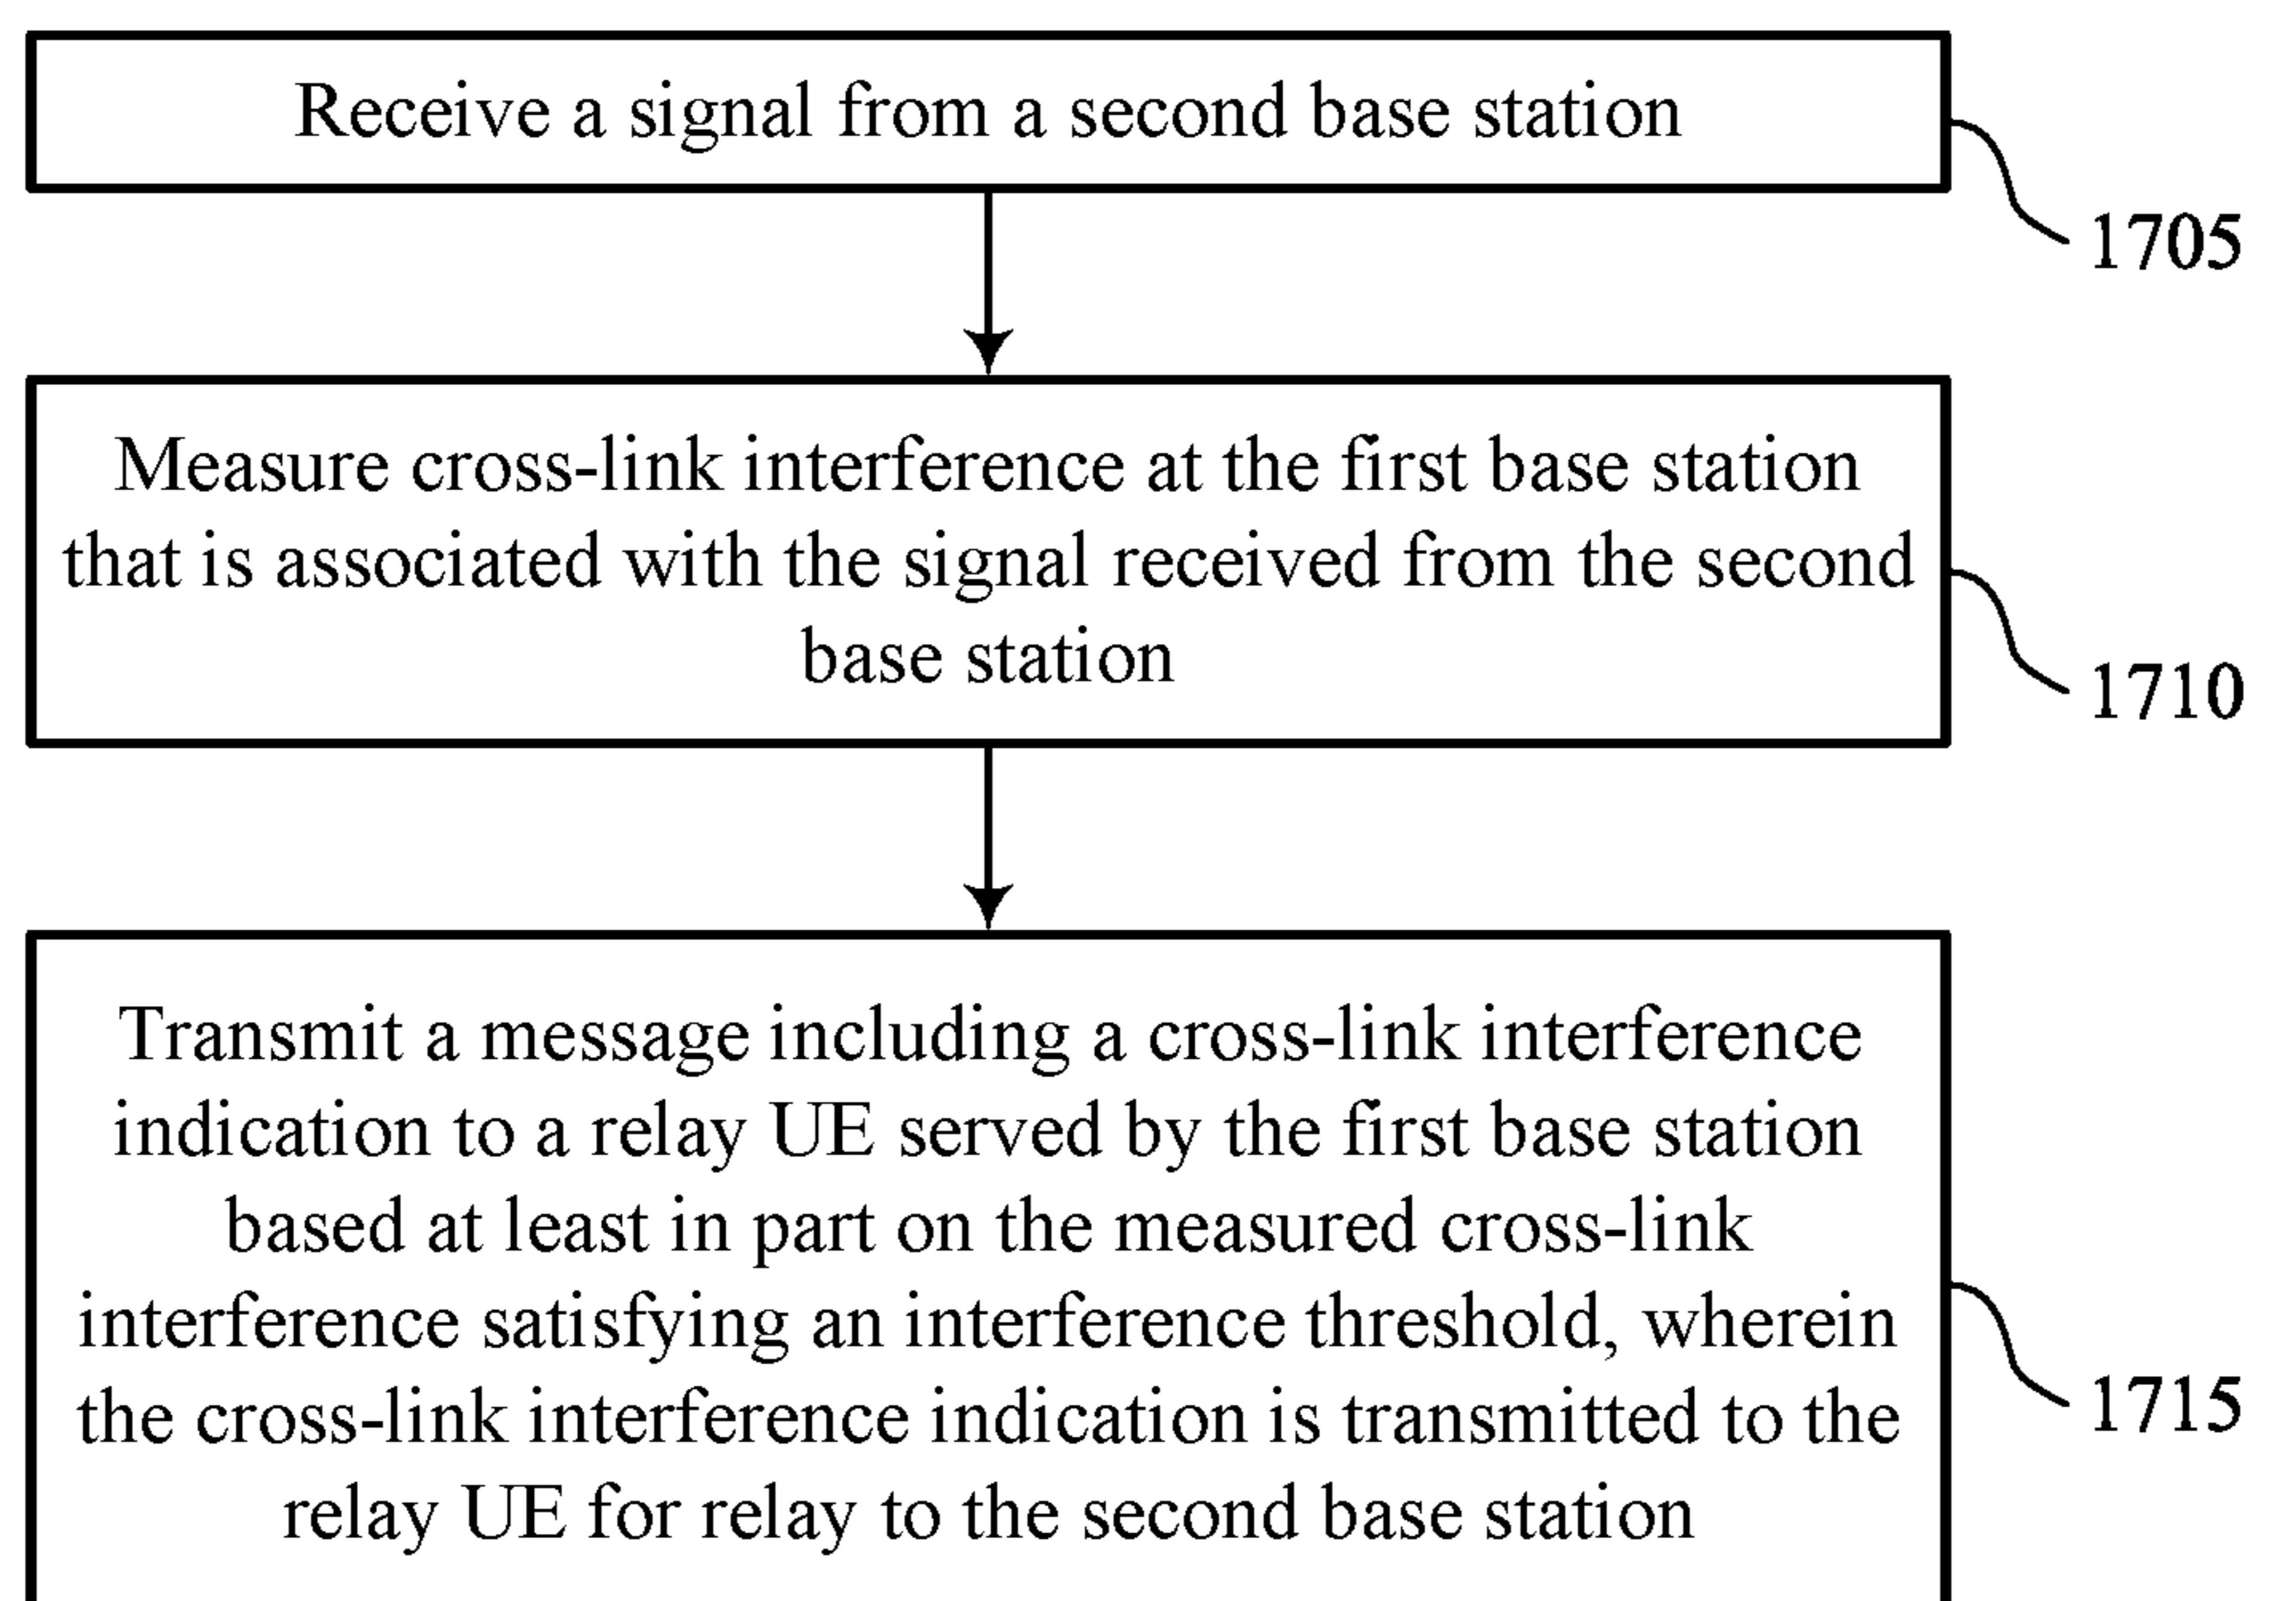 Receive a signal from a second base station
1705
Measure cross-link interference at the first base station
that is associated with the signal received from the second
base station
1710
Transmit a message including a cross-link interference
indication to a relay UE served by the first base station
based at least in part on the measured cross-link
interference satisfying an interference threshold, wherein
the cross-link interference indication is transmitted to the
relay UE for relay to the second base station
1715